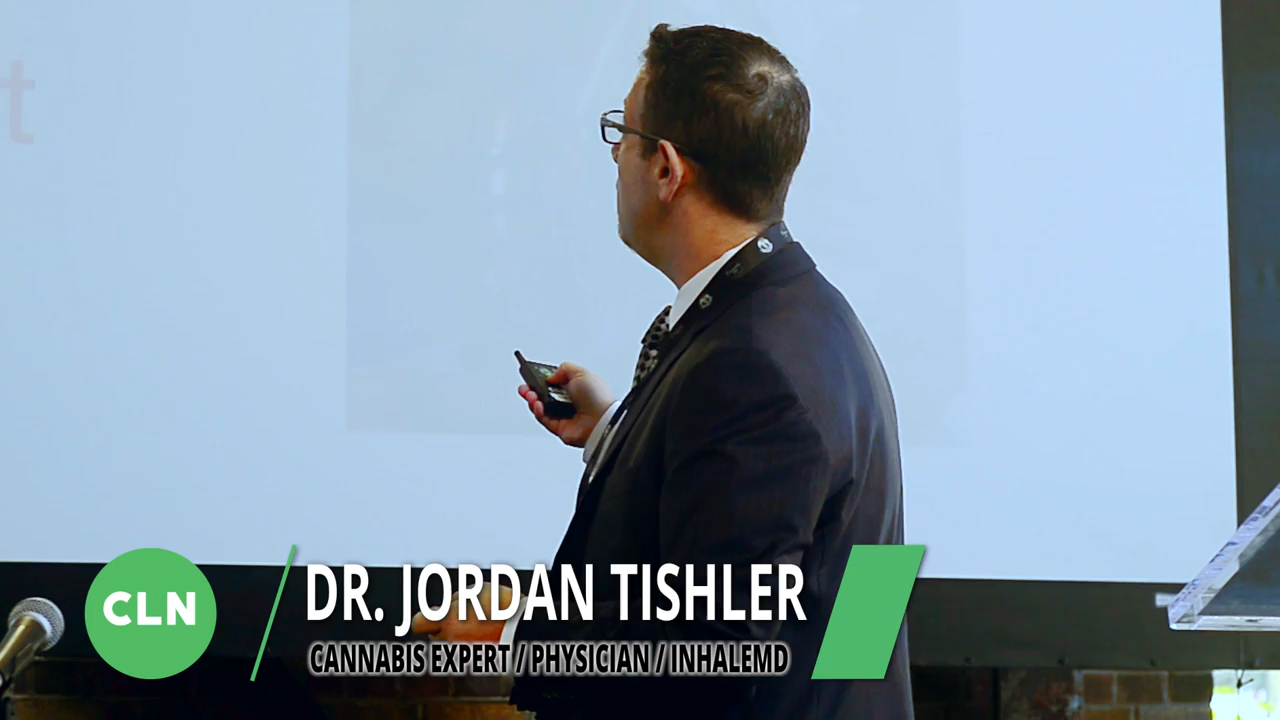 t
CLN
DR. JORDAN TISHLER
CANNABIS EXPERT / PHYSICIAN / INHALEMD